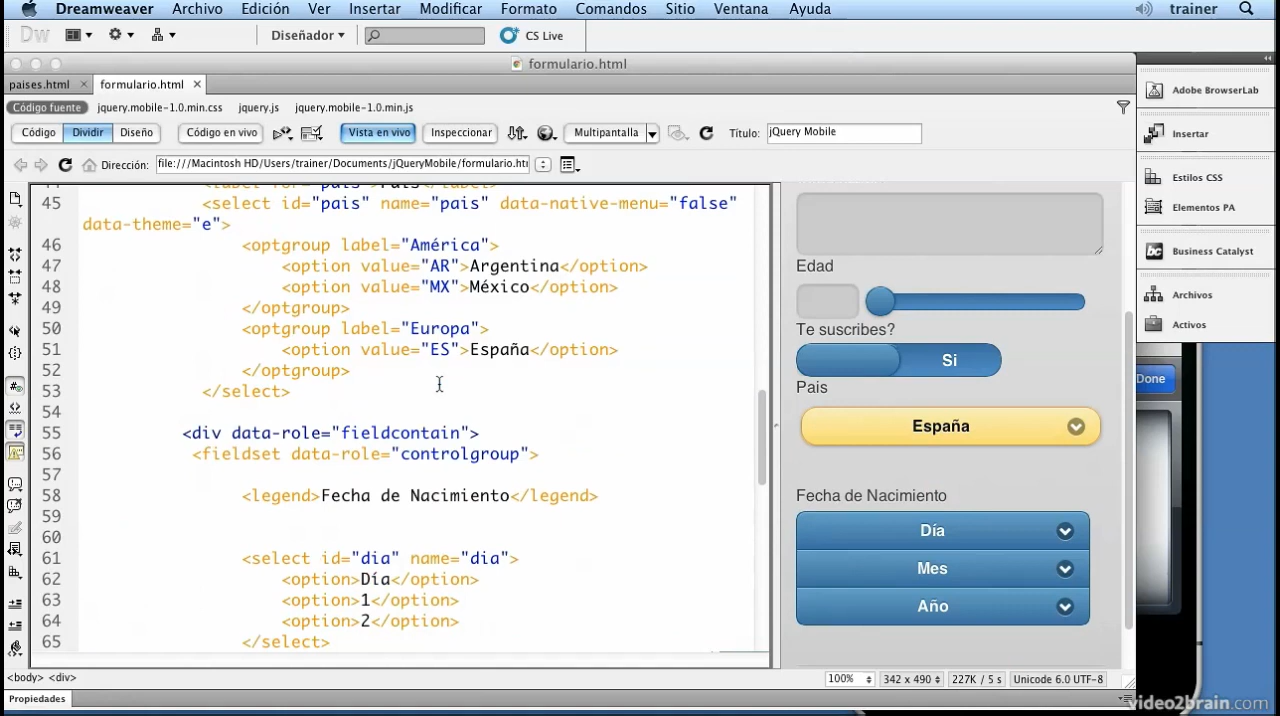 Dreamweaver Archivo Edición Ver Insertar Modificar Formato Comandos Sitio Ventana Ayuda trainer
Dw Diseñador CS Live
formulario.html
paises.html formulario.html
Código fuente jquery.mobile-1.0.min.css jquery.js jquery.mobile-1.0.min.js
Código Dividir Diseño Código en vivo Vista en vivo Inspeccionar Multipantalla Título: jQuery Mobile
Dirección: file:///Macintosh HD/Users/trainer/Documents/jQueryMobile/formulario.htm
Adobe BrowserLab
Insertar
Estilos CSS
Elementos PA
Business Catalyst
Archivos
Activos
Done
44 <label for="pais">Pais</label>
45 <select id="pais" name="pais" data-native-menu="false"
data-theme="e">
46 <optgroup label="América">
47 <option value="AR">Argentina</option>
48 <option value="MX">México</option>
49 </optgroup>
50 <optgroup label="Europa">
51 <option value="ES">España</option>
52 </optgroup>
53 </select>
54
55 <div data-role="fieldcontain">
56 <fieldset data-role="controlgroup">
57
58 <legend>Fecha de Nacimiento</legend>
59
60
61 <select id="dia" name="dia">
62 <option>Día</option>
63 <option>1</option>
64 <option>2</option>
65 </select>
Edad
Te suscribes?
Si
Pais
España
Fecha de Nacimiento
Día
Mes
Año
<body> <div> 100% 342 x 490 227K / 5 s Unicode 6.0 UTF-8
Propiedades
video2brain.com